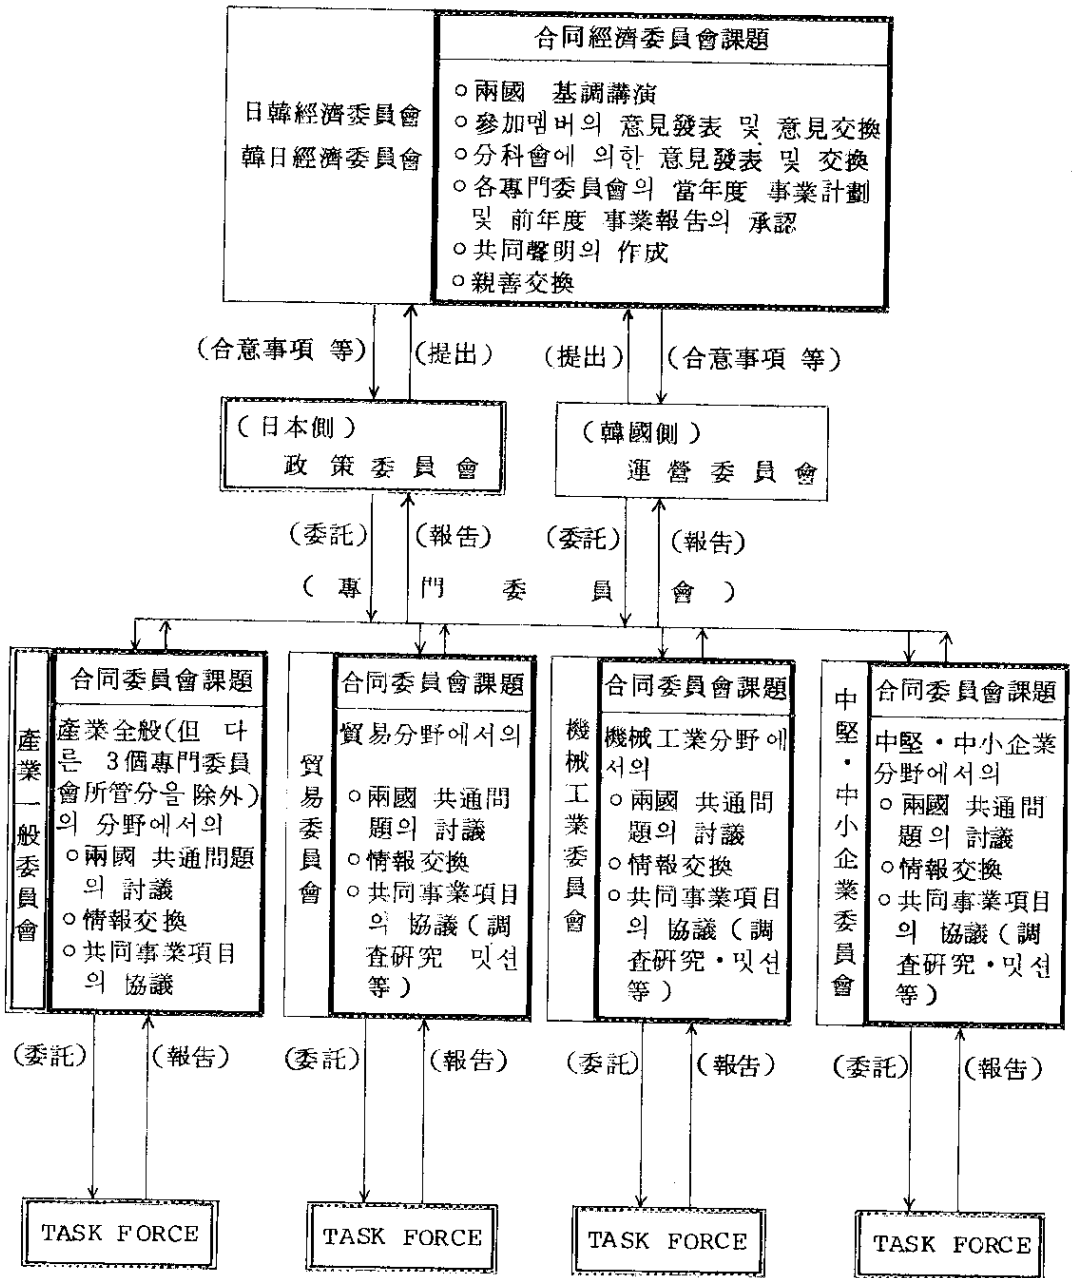 合同經濟委員會課題
日韓經濟委員會
韓日經濟委員會
○兩國 基調講演
○參加멤버의 意見發表 및 意見交換
○分科會에 의한 意見發表 및 交換
○各專門委員會의 當年度 事業計劃
및 前年度 事業報告의 承認
○共同聲明의 作成
○親善交換
(合意事項 等) (提出) (提出) (合意事項 等)
(日本側)
政策委員會
(韓國側)
運營委員會
(委託) (報告) (委託) (報告)
(專門委員會)
產業一般委員會
合同委員會課題
產業全般(但 다
른 3個專門委員
會所管分을 除外)
의 分野에서의
○兩國 共通問題
의 討議
○情報交換
○共同事業項目
의 協議
貿易委員會
合同委員會課題
貿易分野에서의
○兩國 共通問
題의 討議
○情報交換
○共同事業項目
의 協議(調
査硏究 밋션
等)
機械工業委員會
合同委員會課題
機械工業分野에
서의
○兩國 共通問
題의 討議
○情報交換
○共同事業項目
의 協議(調
査硏究・밋션
等)
中堅・中小企業委員會
合同委員會課題
中堅・中小企業
分野에서의
○兩國 共通問
題의 討議
○情報交換
○共同事業項目
의 協議(調
査硏究・밋션
等)
(委託) (報告) (委託) (報告) (委託) (報告) (委託) (報告)
TASK FORCE
TASK FORCE
TASK FORCE
TASK FORCE